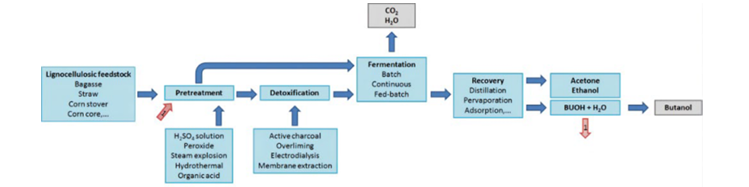 CO2
H2O
Lignocellulosic feedstock
Bagasse
Straw
Corn stover
Corn core,...
Pretreatment
Detoxification
Fermentation
Batch
Continuous
Fed-batch
Recovery
Distillation
Pervaporation
Adsorption,...
Acetone
Ethanol
BUOH + H2O
Butanol
H2SO4 solution
Peroxide
Steam explosion
Hydrothermal
Organic acid
Active charcoal
Overliming
Electrodialysis
Membrane extraction